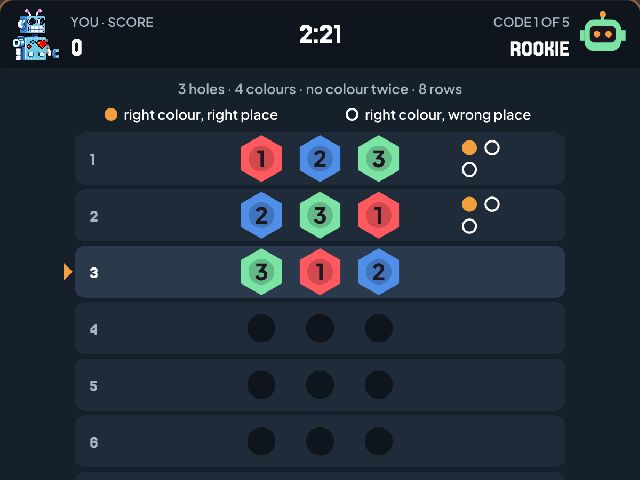 YOU · SCORE
0
2:21
CODE 1 OF 5
ROOKIE
3 holes · 4 colours · no colour twice · 8 rows
right colour, right place
right colour, wrong place
1 1 2 3
2 2 3 1
3 3 1 2
4
5
6